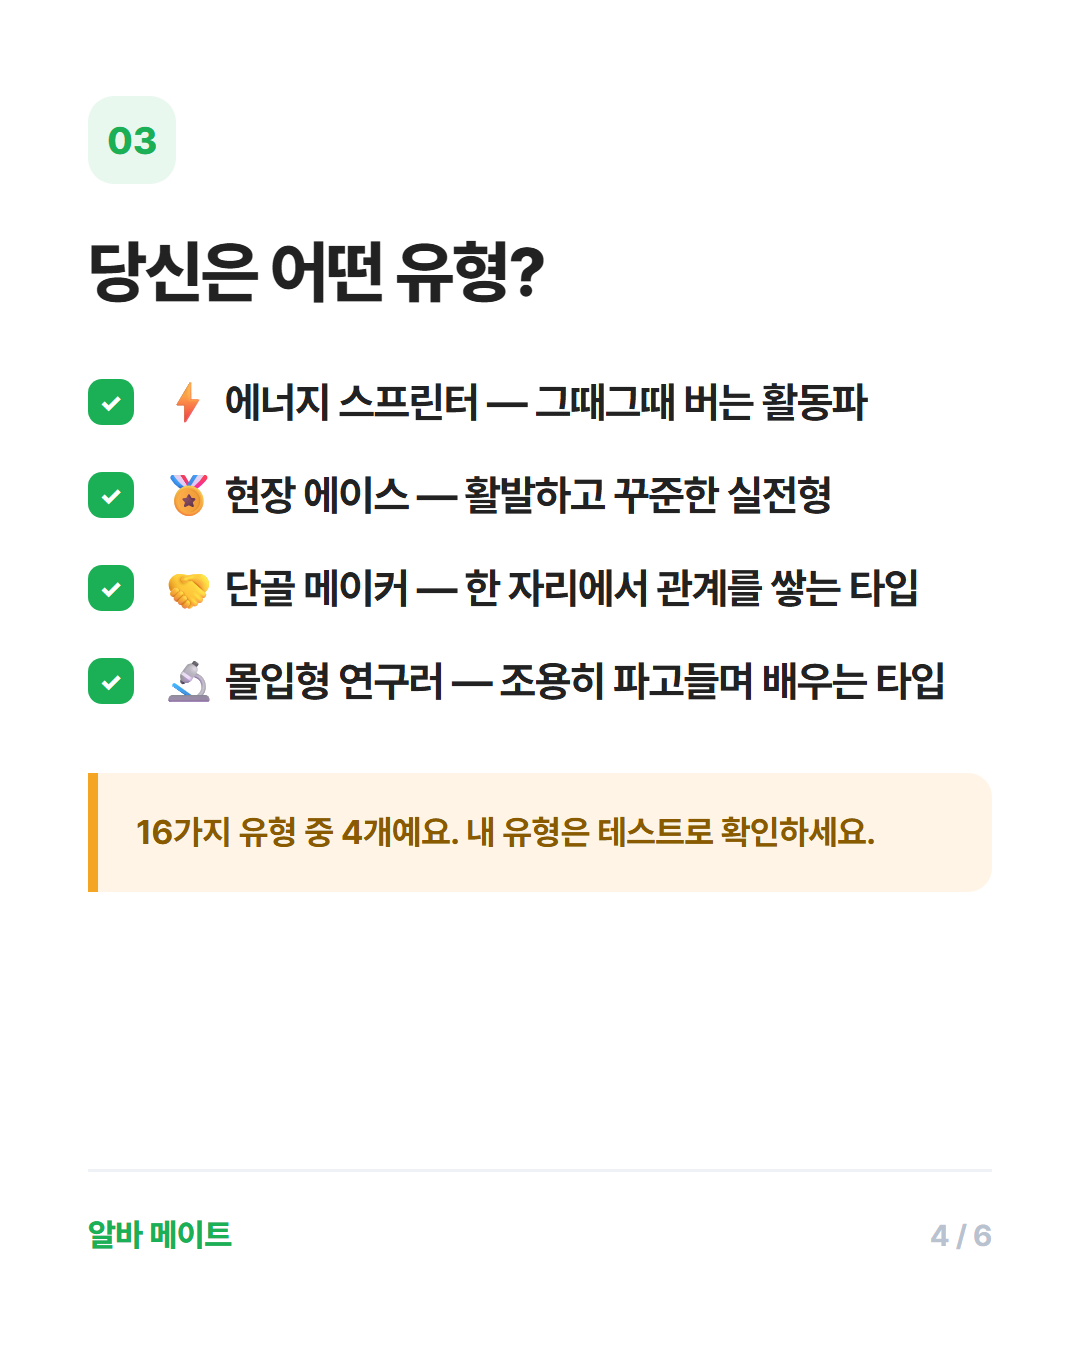 03
당신은 어떤 유형?
⚡ 에너지 스프린터 — 그때그때 버는 활동파
🏅 현장 에이스 — 활발하고 꾸준한 실전형
🤝 단골 메이커 — 한 자리에서 관계를 쌓는 타입
🔬 몰입형 연구러 — 조용히 파고들며 배우는 타입
16가지 유형 중 4개예요. 내 유형은 테스트로 확인하세요.
알바 메이트
4 / 6